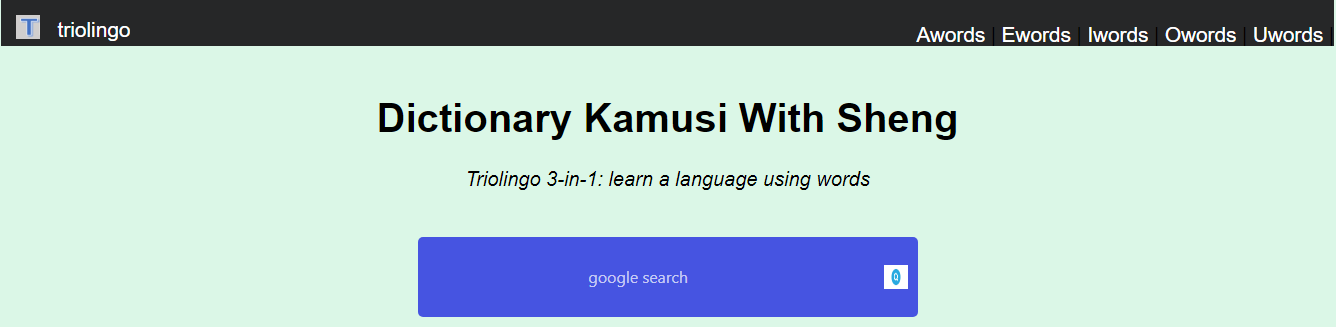 T triolingo Awords | Ewords | Iwords | Owords | Uwords |
Dictionary Kamusi With Sheng
Triolingo 3-in-1: learn a language using words
google search